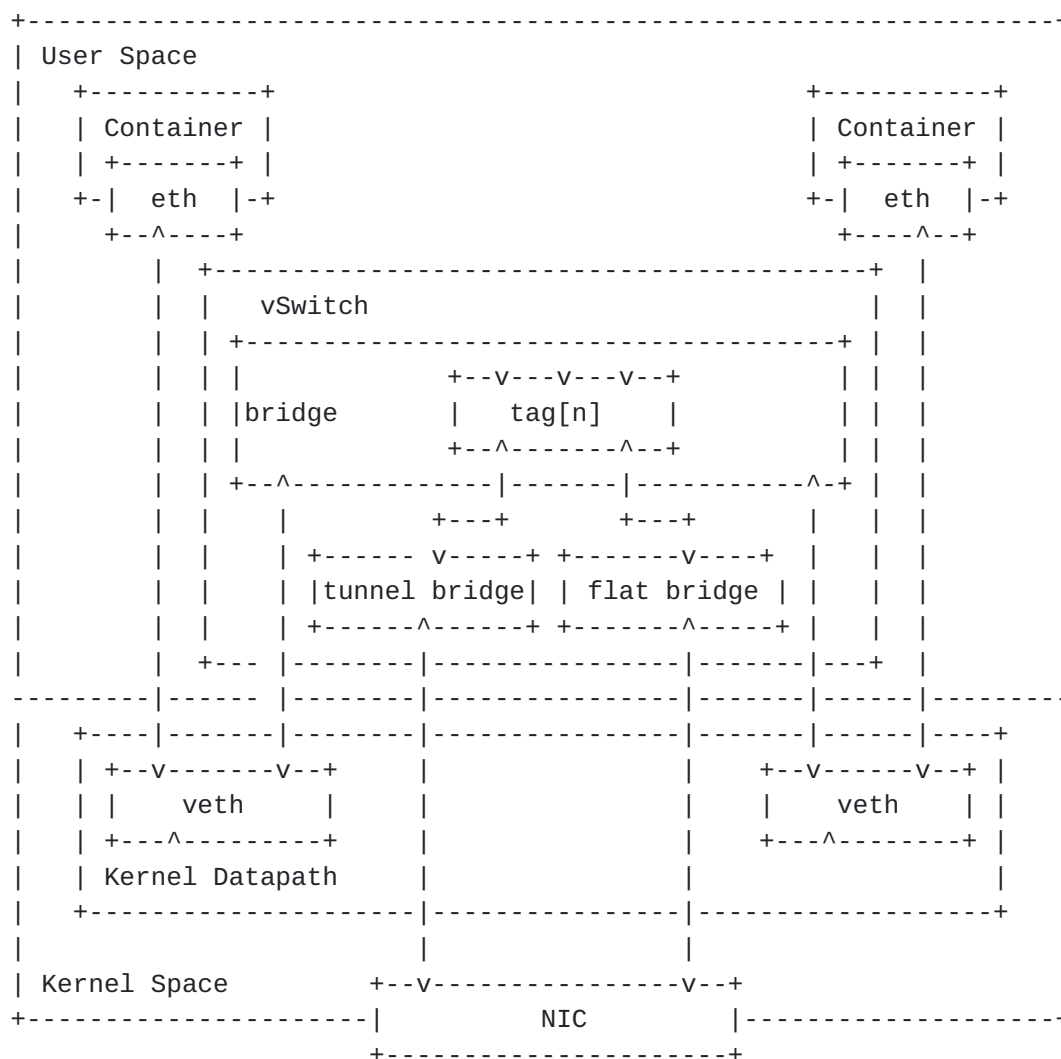 User Space
Container Container
eth eth
vSwitch
bridge tag[n]
tunnel bridge flat bridge
veth veth
Kernel Datapath
Kernel Space
NIC